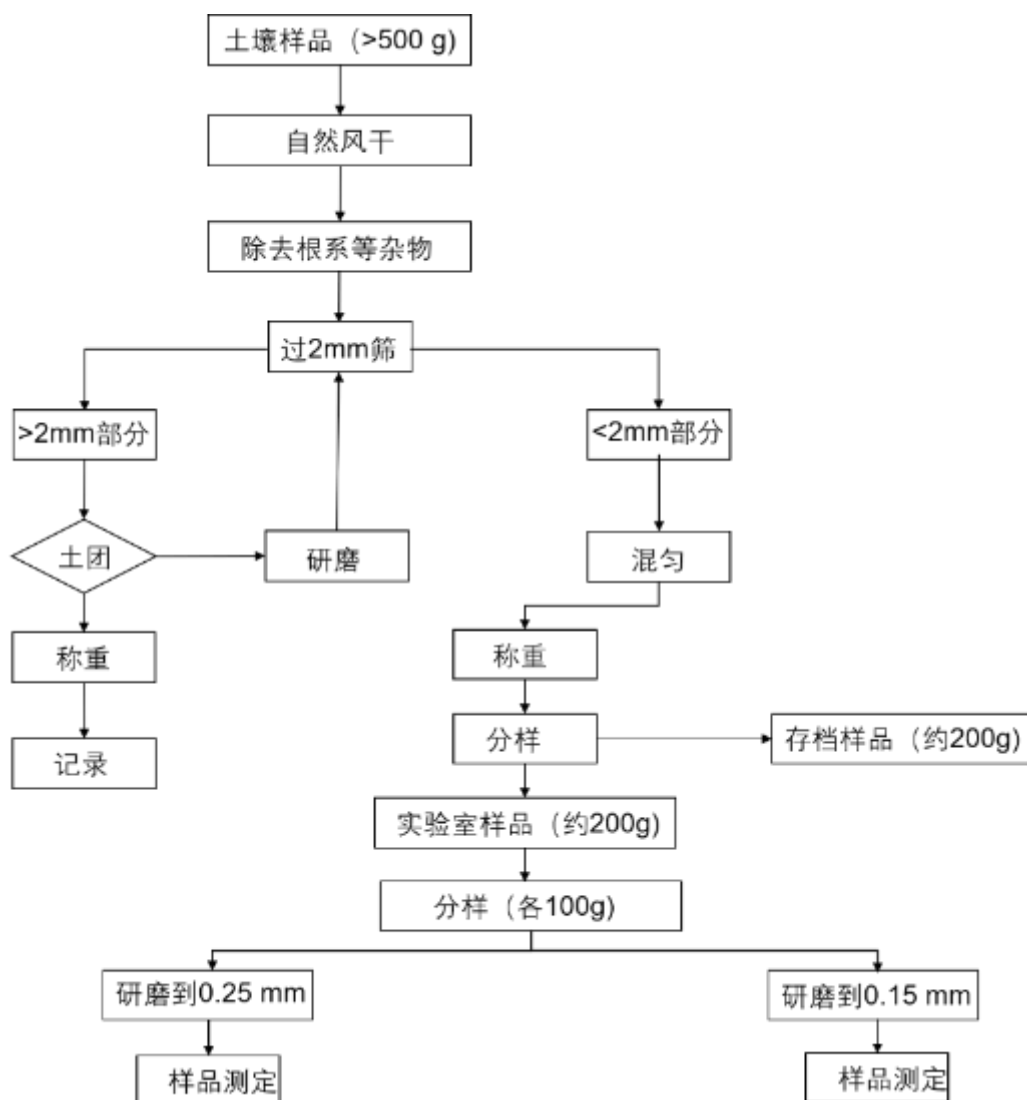 土壤样品（>500 g)
自然风干
除去根系等杂物
过2mm筛
>2mm部分
<2mm部分
土团
研磨
混匀
称重
称重
分样
存档样品（约200g)
记录
实验室样品（约200g)
分样（各100g)
研磨到0.25 mm
研磨到0.15 mm
样品测定
样品测定